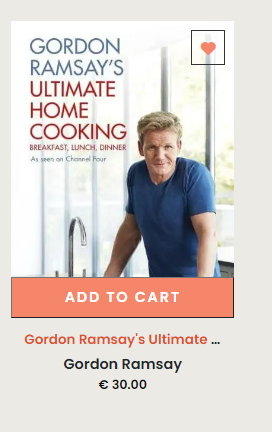 GORDON
RAMSAY'S
ULTIMATE
HOME
COOKING
BREAKFAST, LUNCH, DINNER
As seen on Channel Four
ADD TO CART
Gordon Ramsay's Ultimate ...
Gordon Ramsay
€ 30.00